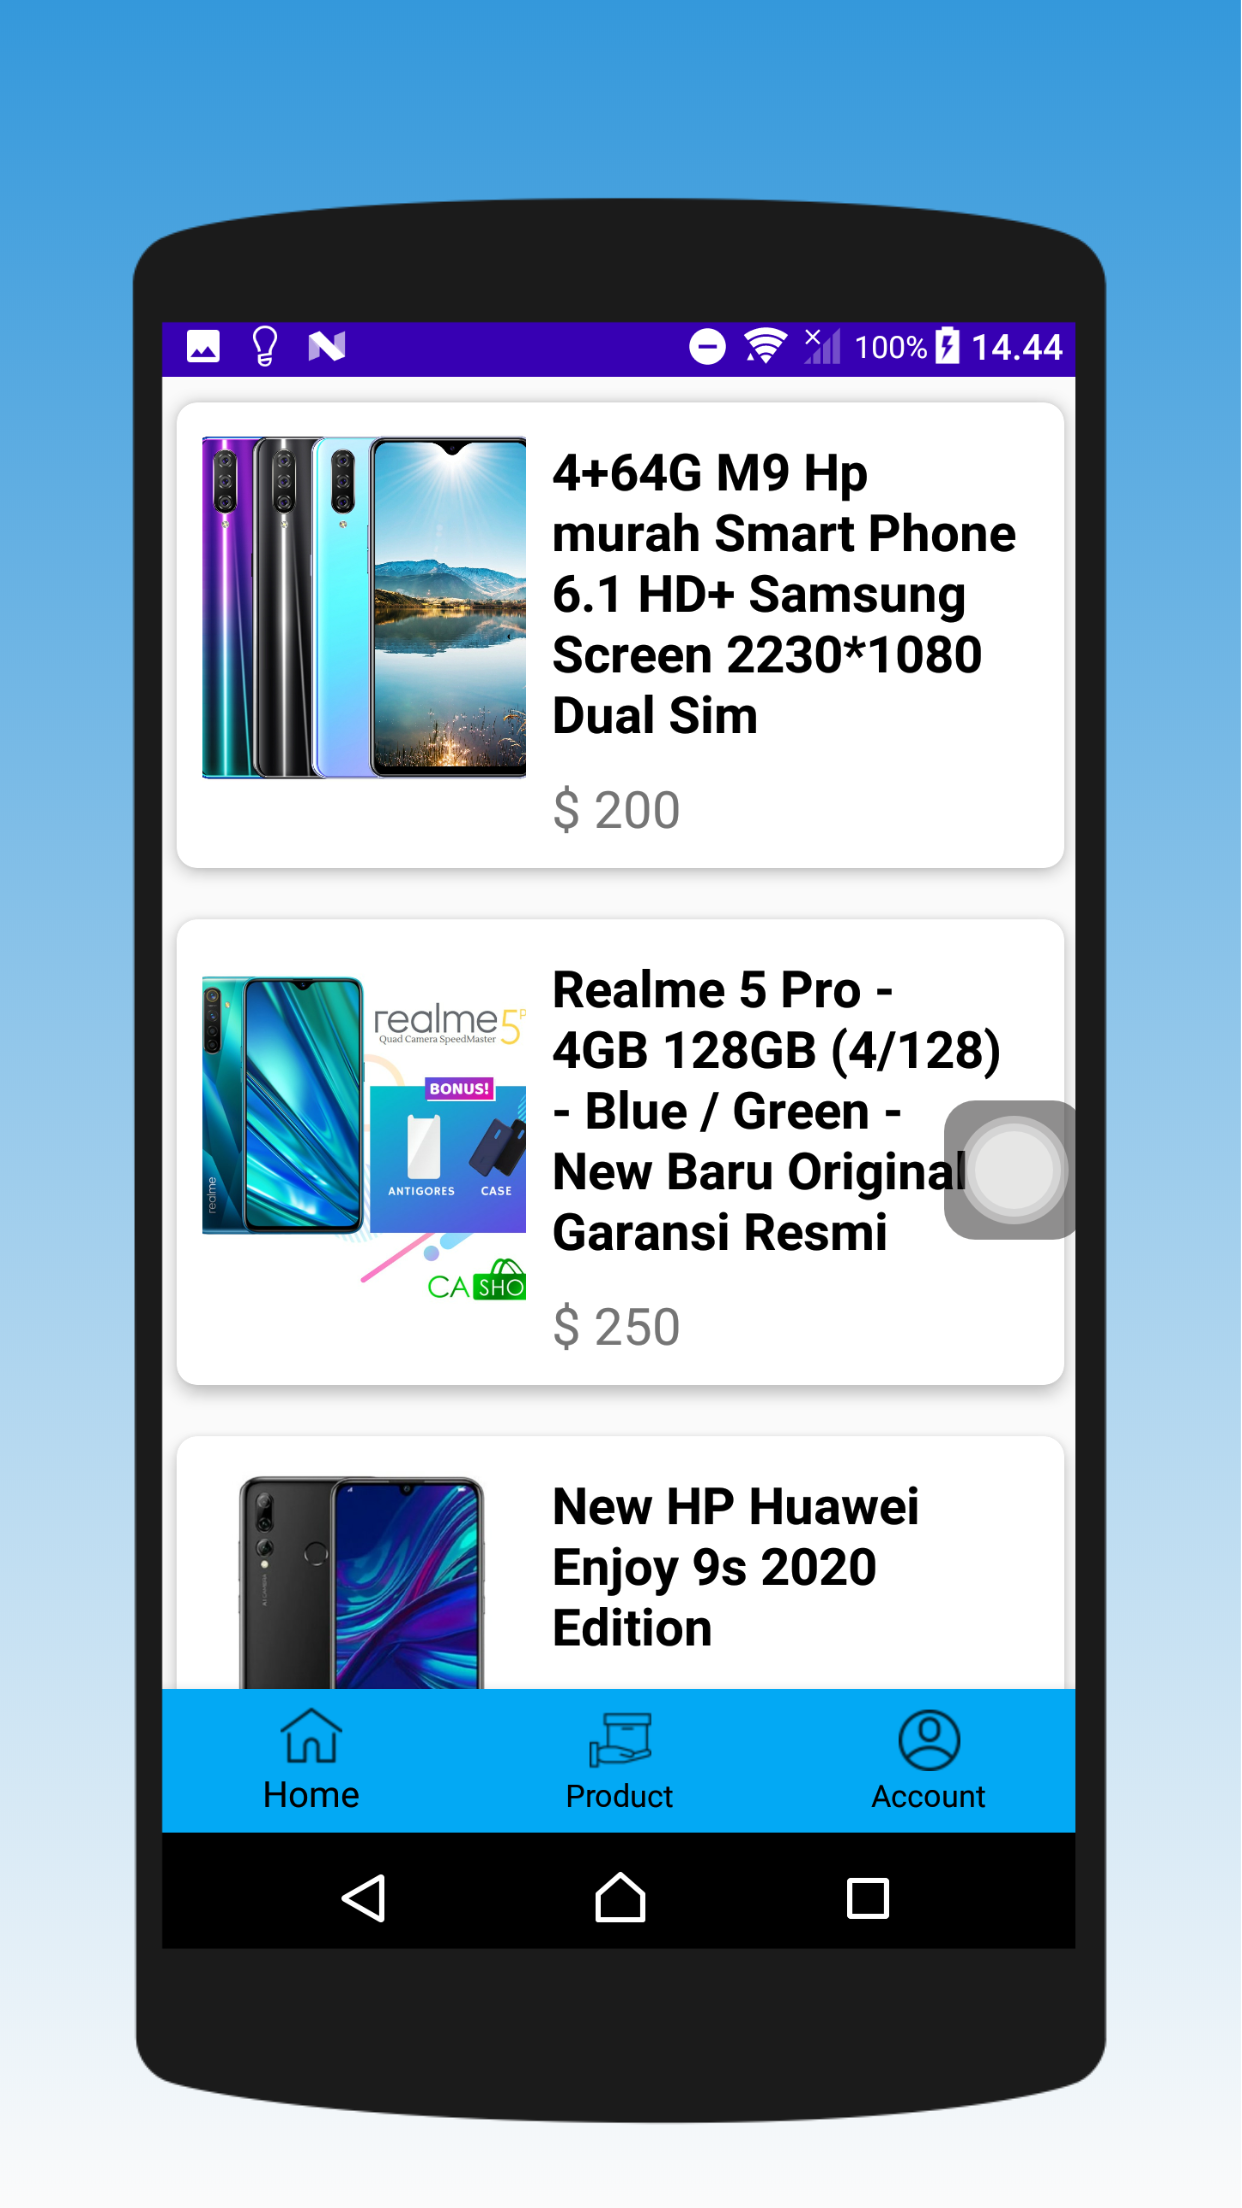 100% 14.44
4+64G M9 Hp
murah Smart Phone
6.1 HD+ Samsung
Screen 2230*1080
Dual Sim
$ 200
realme 5 P
Quad Camera SpeedMaster
BONUS!
ANTIGORES CASE
realme
CA SHO
Realme 5 Pro -
4GB 128GB (4/128)
- Blue / Green -
New Baru Original
Garansi Resmi
$ 250
New HP Huawei
Enjoy 9s 2020
Edition
Home Product Account